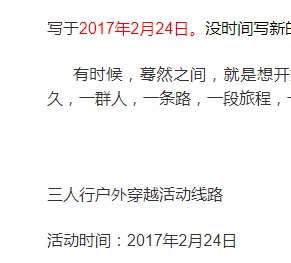 写于2017年2月24日。没时间写新的
有时候，蓦然之间，就是想开
久，一群人，一条路，一段旅程，
三人行户外穿越活动线路
活动时间：2017年2月24日